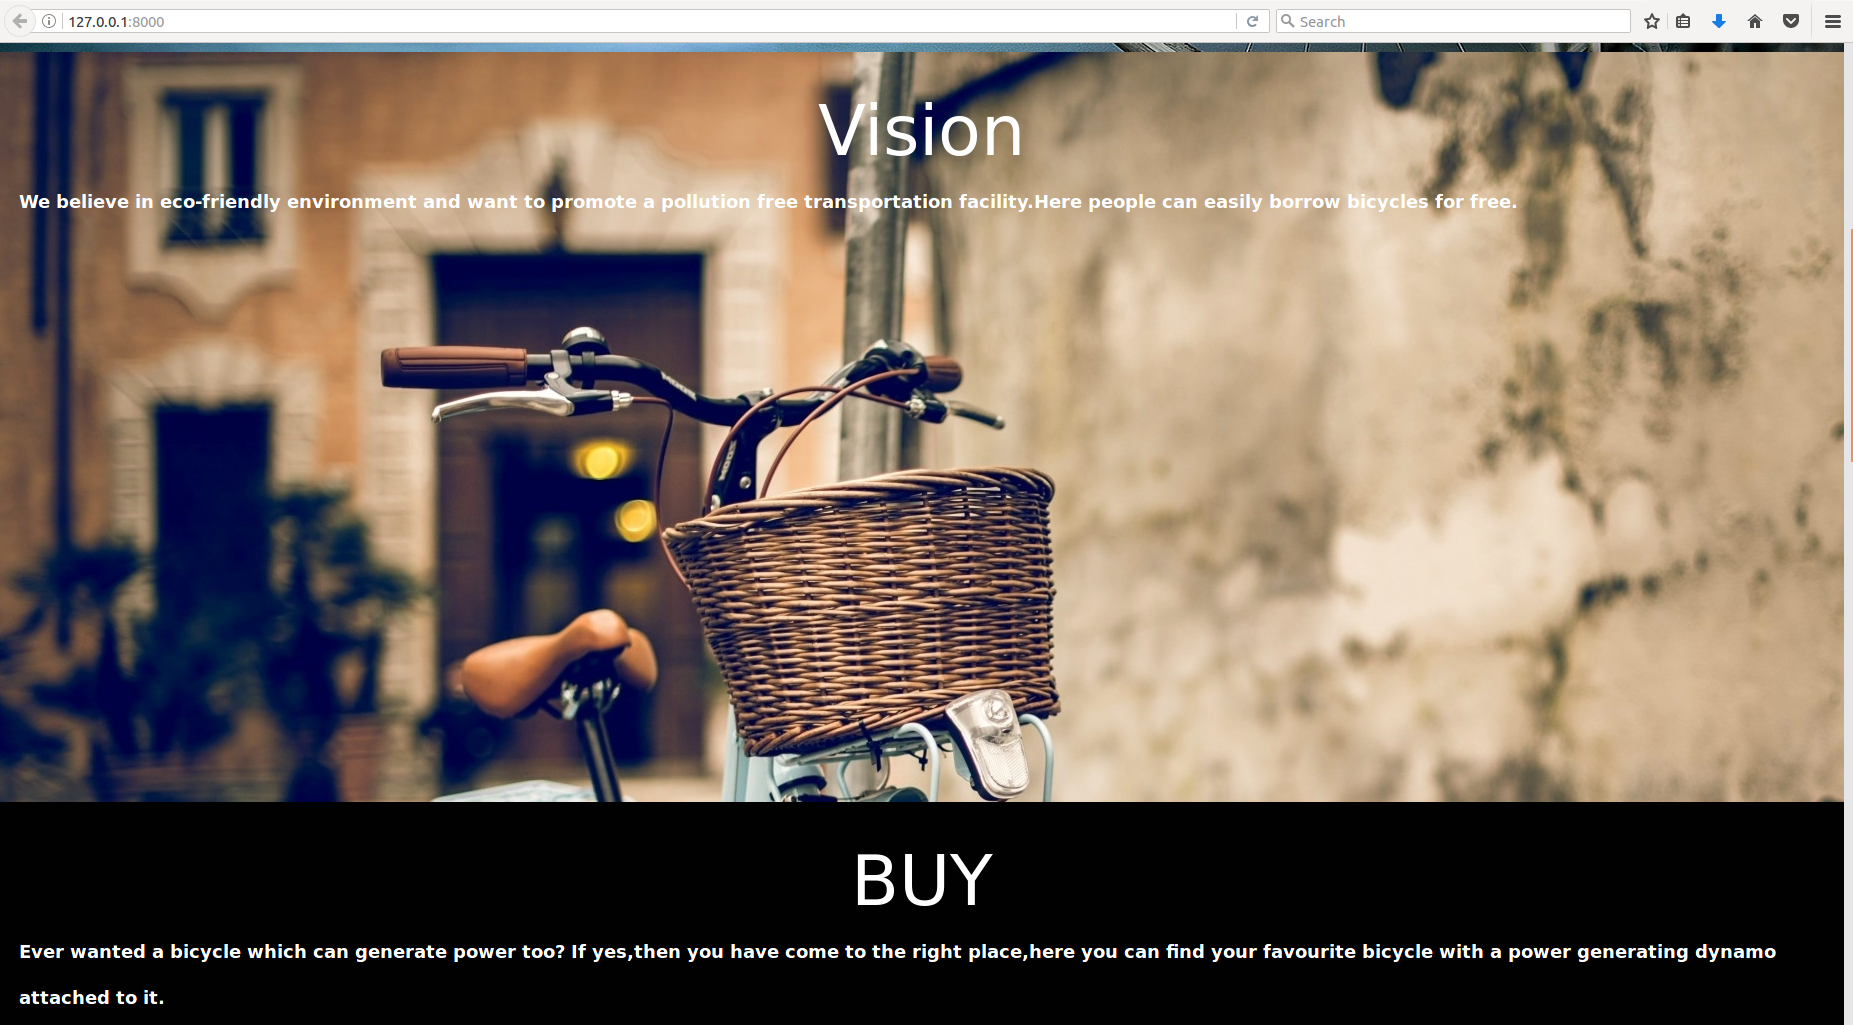 127.0.0.1:8000
Search
Vision
We believe in eco-friendly environment and want to promote a pollution free transportation facility.Here people can easily borrow bicycles for free.
BUY
Ever wanted a bicycle which can generate power too? If yes,then you have come to the right place,here you can find your favourite bicycle with a power generating dynamo
attached to it.